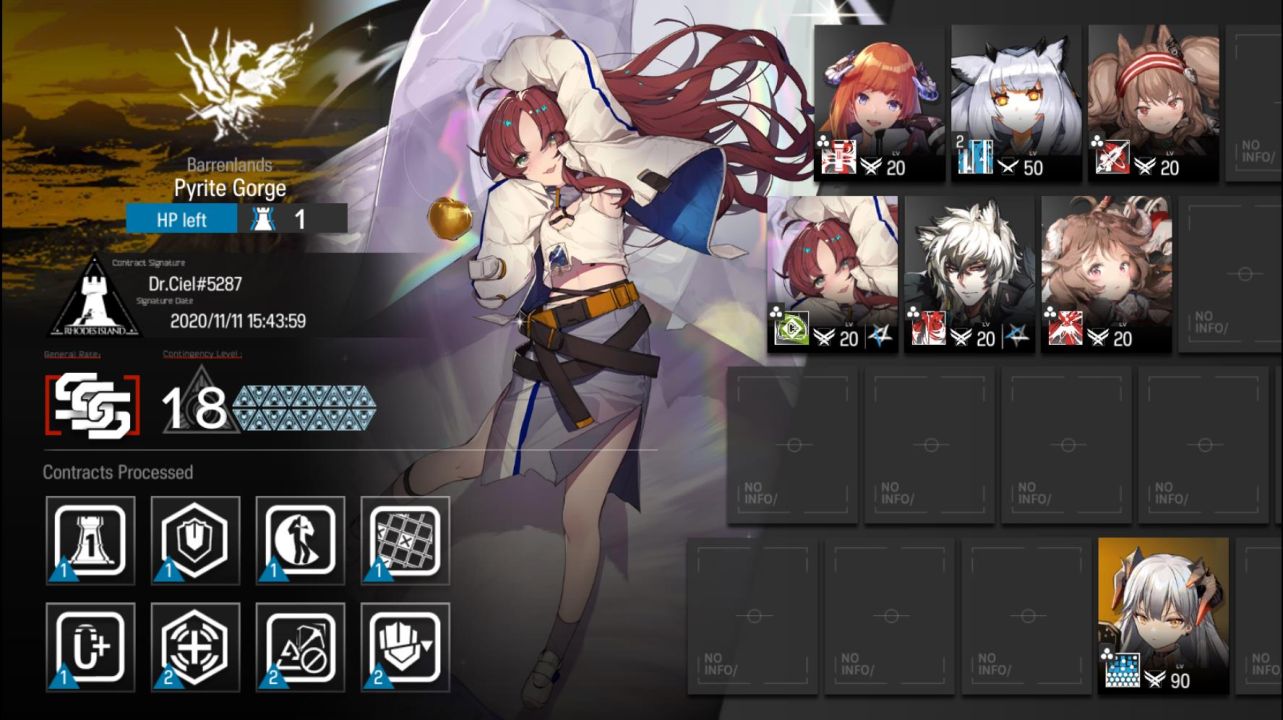 Barrenlands
Pyrite Gorge
HP left 1
Contract Signature
Dr.Ciel#5287
Signature Date
2020/11/11 15:43:59
RHODES ISLAND
General Rate:
Contingency Level :
18
Contracts Processed
1
1
1
1
1
1
2
2
2
LV
20
2
LV
50
LV
20
NO
INFO/
LV
20
LV
20
LV
20
NO
INFO/
NO
INFO/
NO
INFO/
NO
INFO/
NO
INFO/
NO
INFO/
NO
INFO/
NO
INFO/
LV
90
NO
INFO/